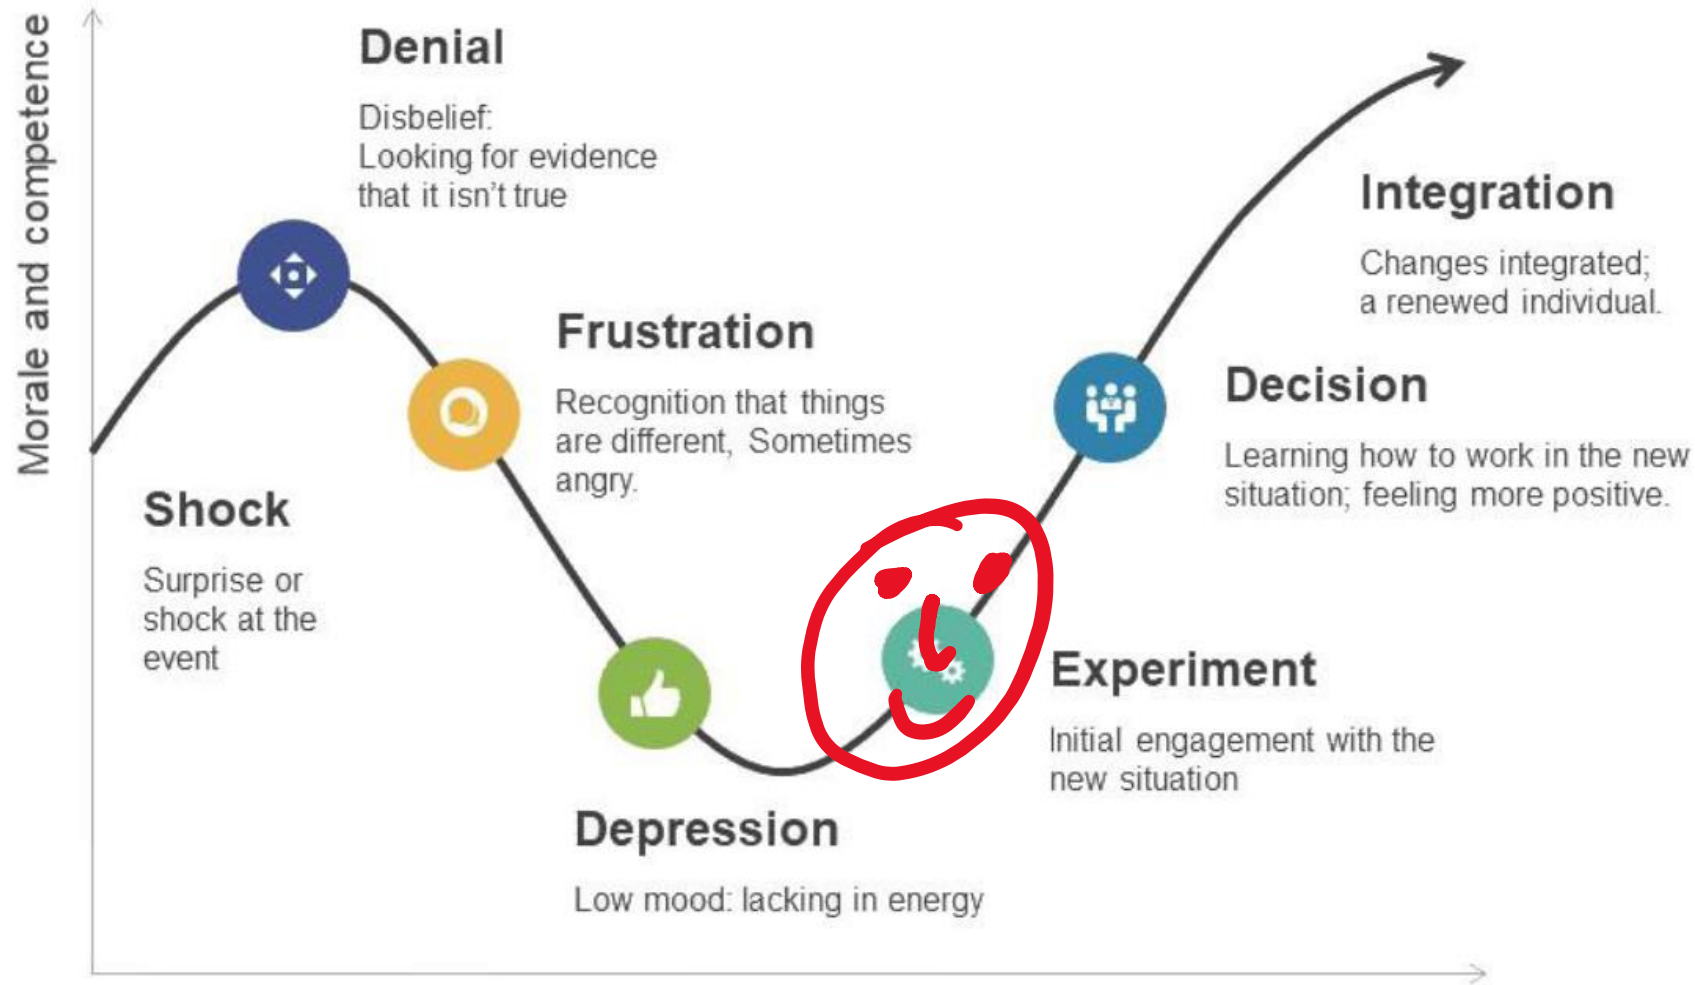 Morale and competence
Denial
Disbelief:
Looking for evidence
that it isn't true
Shock
Surprise or
shock at the
event
Frustration
Recognition that things
are different, Sometimes
angry.
Depression
Low mood: lacking in energy
Experiment
Initial engagement with the
new situation
Decision
Learning how to work in the new
situation; feeling more positive.
Integration
Changes integrated;
a renewed individual.